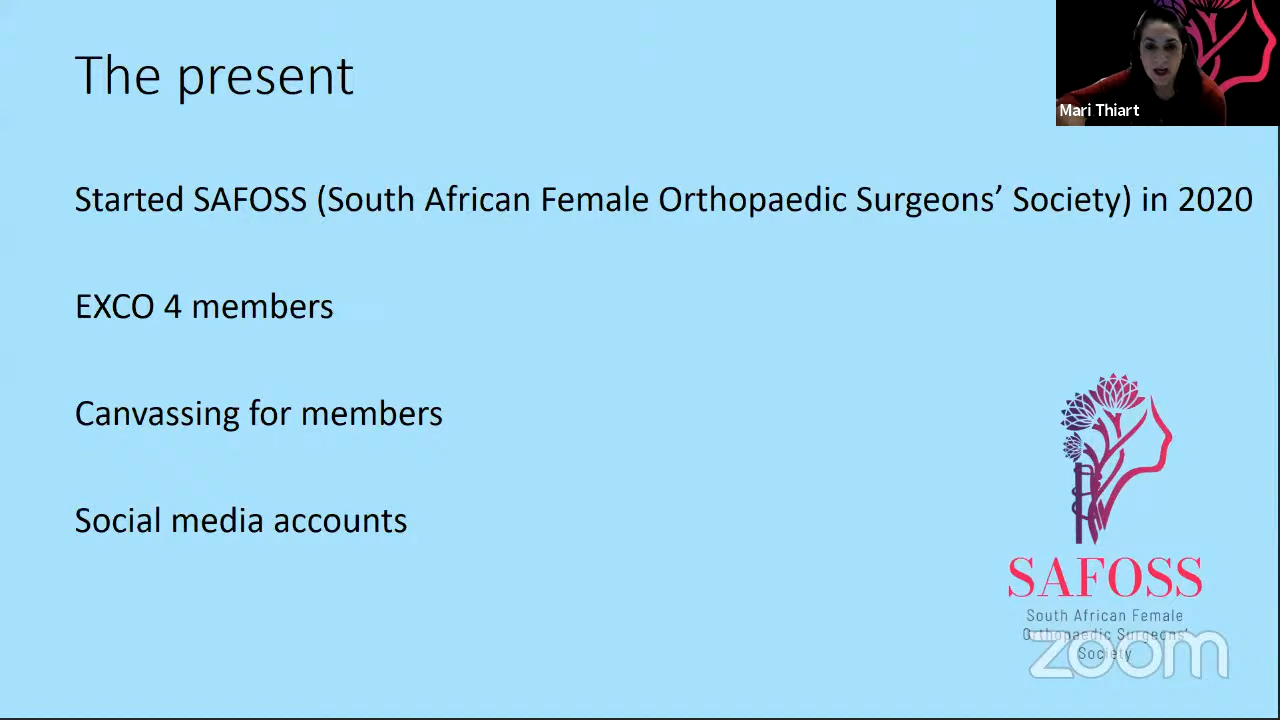 The present
Mari Thiart
Started SAFOSS (South African Female Orthopaedic Surgeons’ Society) in 2020
EXCO 4 members
Canvassing for members
Social media accounts
SAFOSS
South African Female
Orthopaedic Surgeons’
Society
zoom